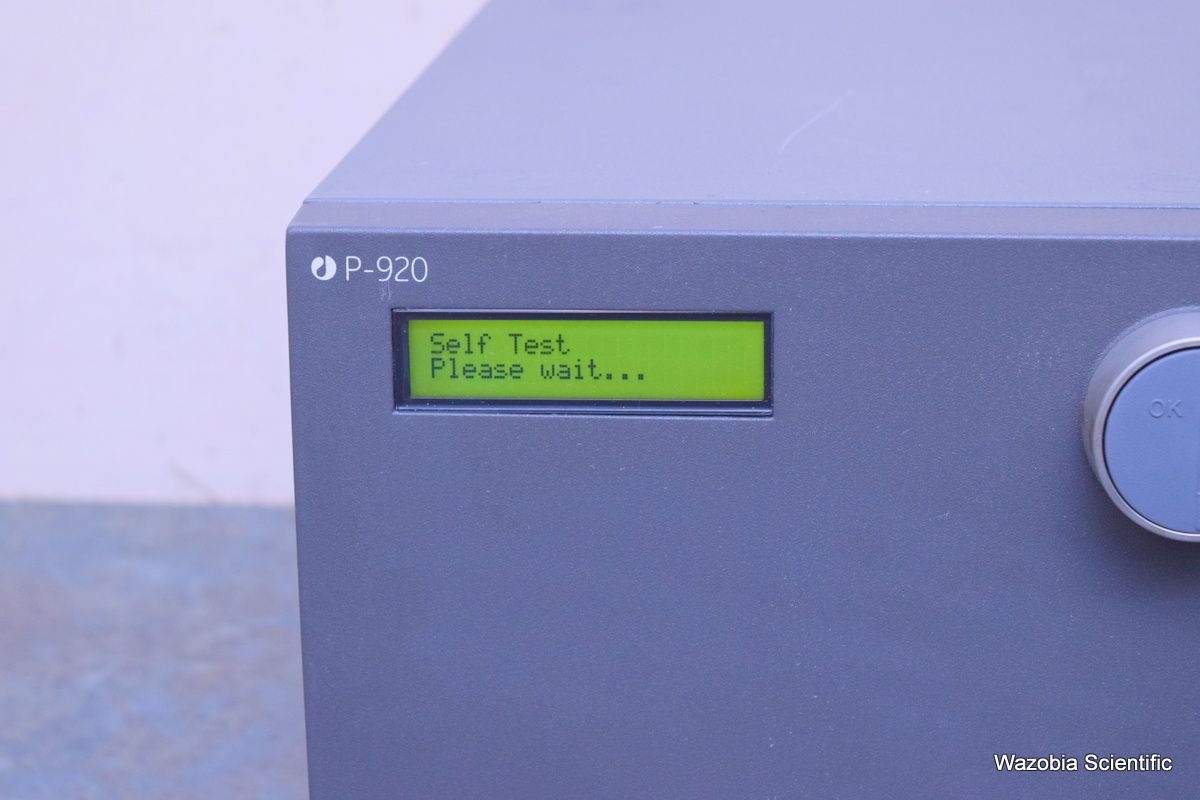 P-920
Self Test
Please wait...
OK
Wazobia Scientific